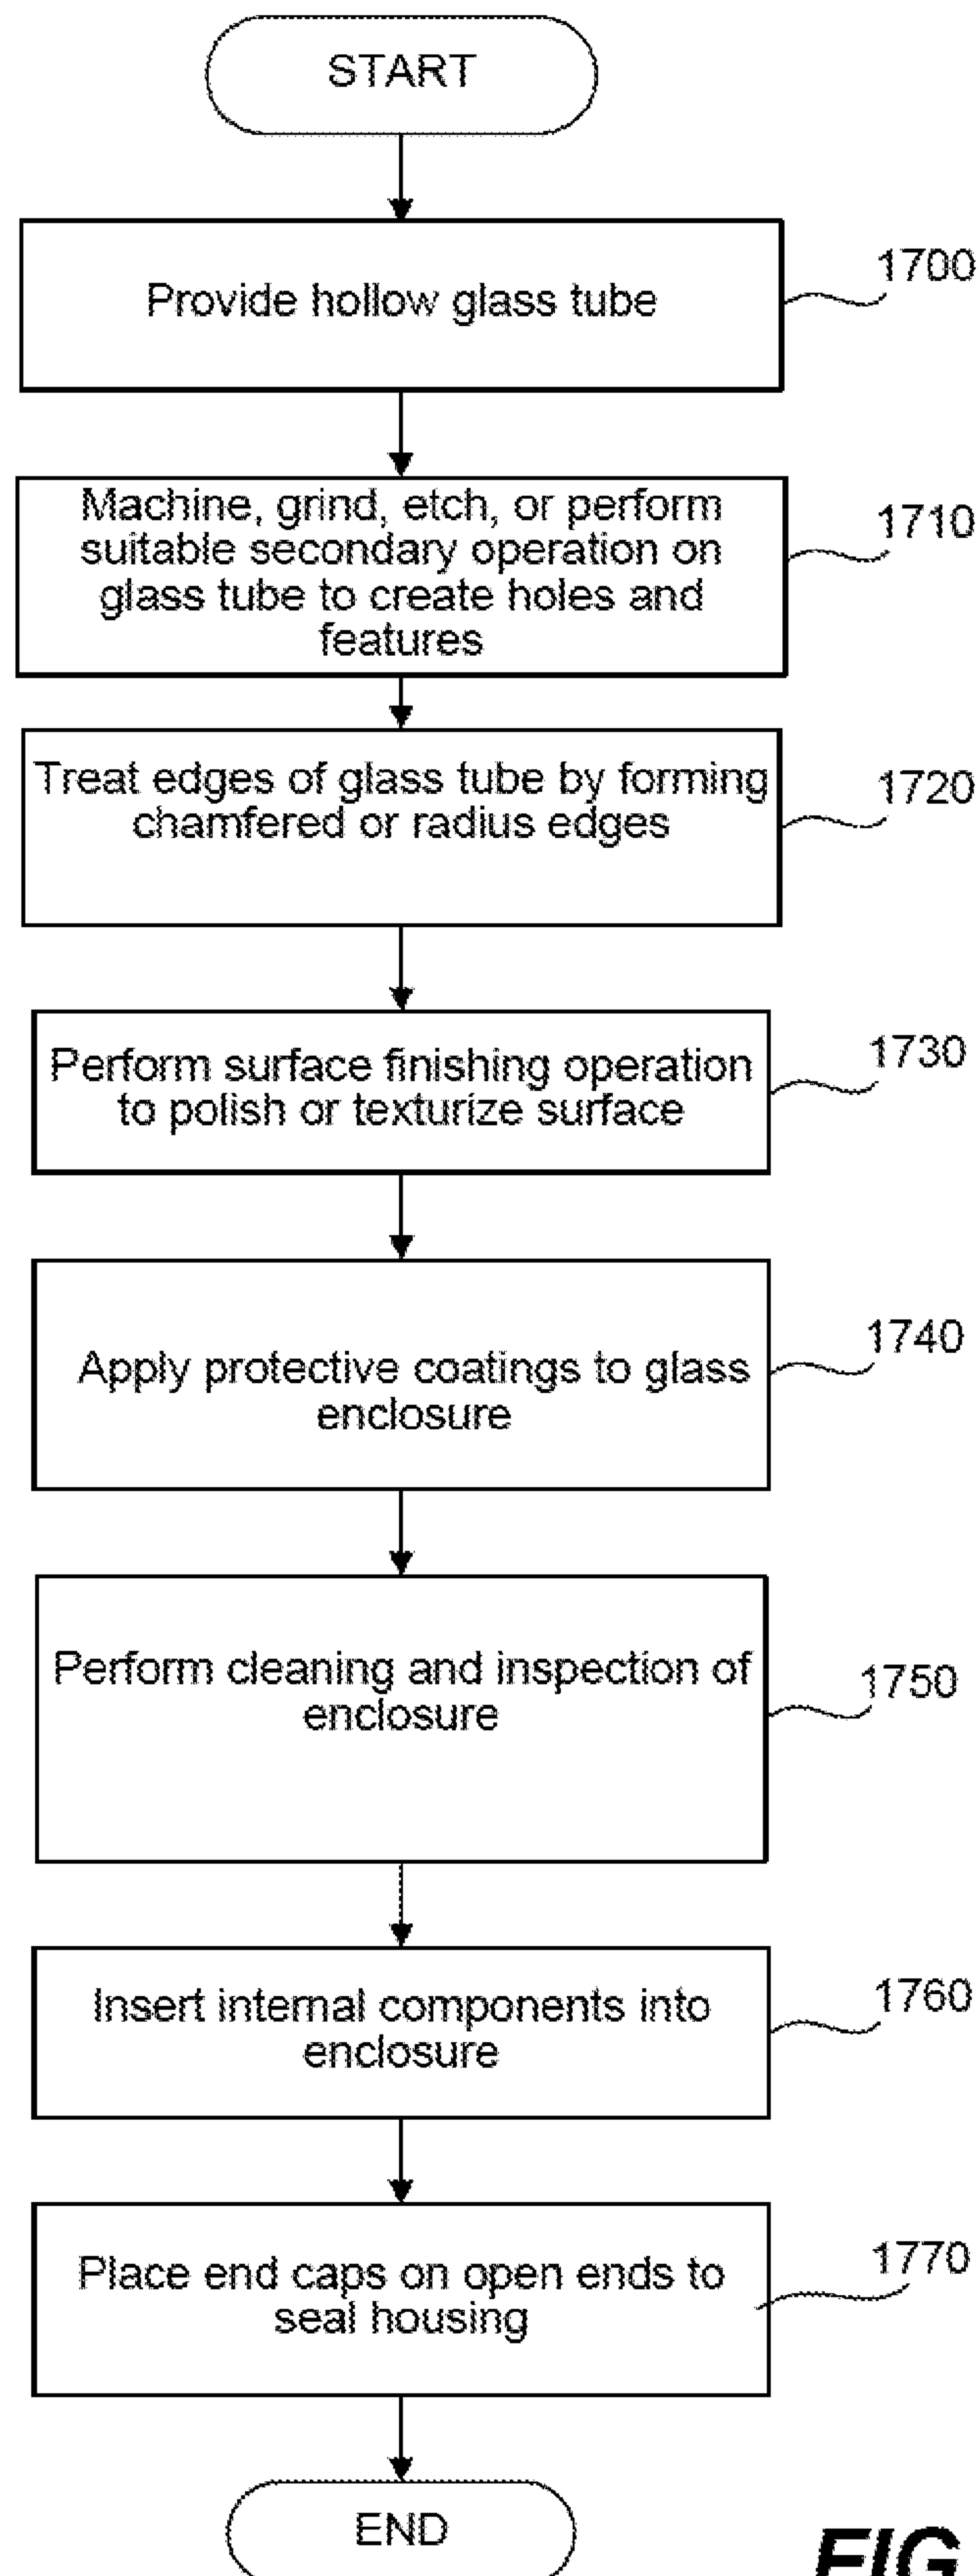 START
Provide hollow glass tube
1700
Machine, grind, etch, or perform
suitable secondary operation on
glass tube to create holes and
features
1710
Treat edges of glass tube by forming
chamfered or radius edges
1720
Perform surface finishing operation
to polish or texturize surface
1730
Apply protective coatings to glass
enclosure
1740
Perform cleaning and inspection of
enclosure
1750
Insert internal components into
enclosure
1760
Place end caps on open ends to
seal housing
1770
END
FIG